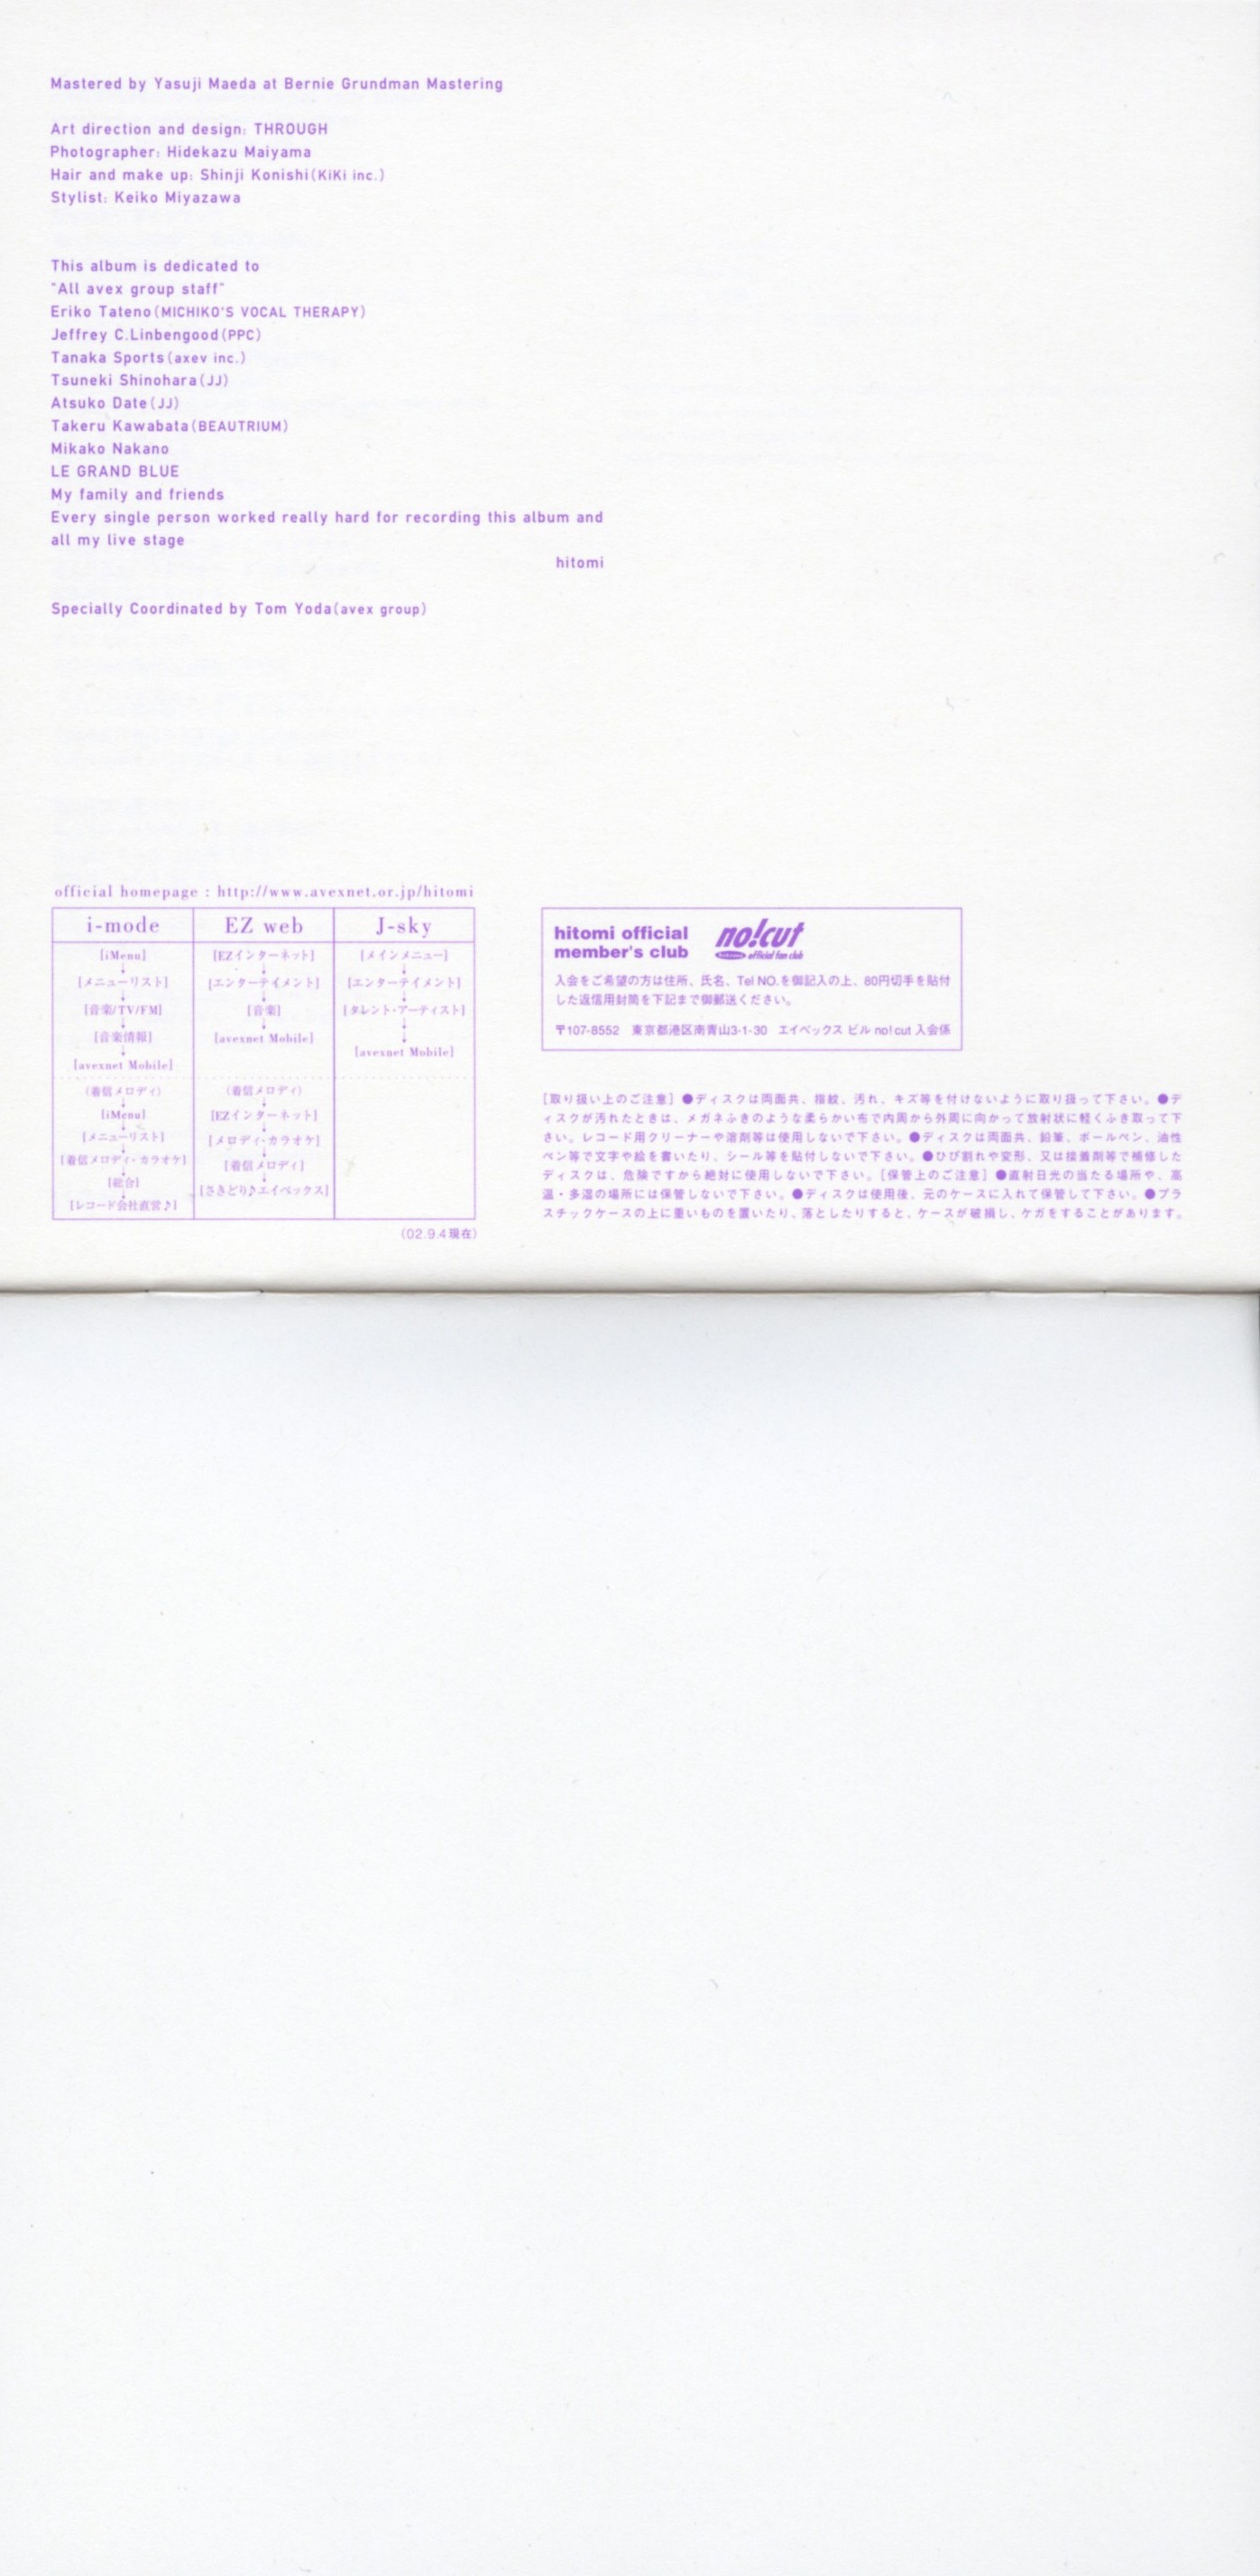 Mastered by Yasuji Maeda at Bernie Grundman Mastering
Art direction and design: THROUGH
Photographer: Hidekazu Maiyama
Hair and make up: Shinji Konishi(KiKi inc.)
Stylist: Keiko Miyazawa
This album is dedicated to
"All avex group staff"
Eriko Tateno(MICHIKO'S VOCAL THERAPY)
Jeffrey C.Linbengood(PPC)
Tanaka Sports(axev inc.)
Tsuneki Shinohara(JJ)
Atsuko Date(JJ)
Takeru Kawabata(BEAUTRIUM)
Mikako Nakano
LE GRAND BLUE
My family and friends
Every single person worked really hard for recording this album and
all my live stage
hitomi
Specially Coordinated by Tom Yoda(avex group)
official homepage : http://www.avexnet.or.jp/hitomi
i-mode
[iMenu]
↓
[メニューリスト]
↓
[音楽/TV/FM]
↓
[音楽情報]
↓
[avexnet Mobile]
(着信メロディ)
↓
[iMenu]
↓
[メニューリスト]
↓
[着信メロディ・カラオケ]
↓
[総合]
↓
[レコード会社直営♪]
EZ web
[EZインターネット]
↓
[エンターテイメント]
↓
[音楽]
↓
[avexnet Mobile]
(着信メロディ)
↓
[EZインターネット]
↓
[メロディ・カラオケ]
↓
[着信メロディ]
↓
[さきどり♪エイベックス]
J-sky
[メインメニュー]
↓
[エンターテイメント]
↓
[タレント・アーティスト]
↓
[avexnet Mobile]
(02.9.4現在)
hitomi official
member's club
no!cut
official fan club
入会をご希望の方は住所、氏名、Tel NO.を御記入の上、80円切手を貼付
した返信用封筒を下記まで御郵送ください。
〒107-8552 東京都港区南青山3-1-30 エイベックス ビル no!cut 入会係
[取り扱い上のご注意] ●ディスクは両面共、指紋、汚れ、キズ等を付けないように取り扱って下さい。●デ
ィスクが汚れたときは、メガネふきのような柔らかい布で内周から外周に向かって放射状に軽くふき取って下
さい。レコード用クリーナーや溶剤等は使用しないで下さい。●ディスクは両面共、鉛筆、ボールペン、油性
ペン等で文字や絵を書いたり、シール等を貼付しないで下さい。●ひび割れや変形、又は接着剤等で補修した
ディスクは、危険ですから絶対に使用しないで下さい。[保管上のご注意] ●直射日光の当たる場所や、高
温・多湿の場所には保管しないで下さい。●ディスクは使用後、元のケースに入れて保管して下さい。●プラ
スチックケースの上に重いものを置いたり、落としたりすると、ケースが破損し、ケガをすることがあります。